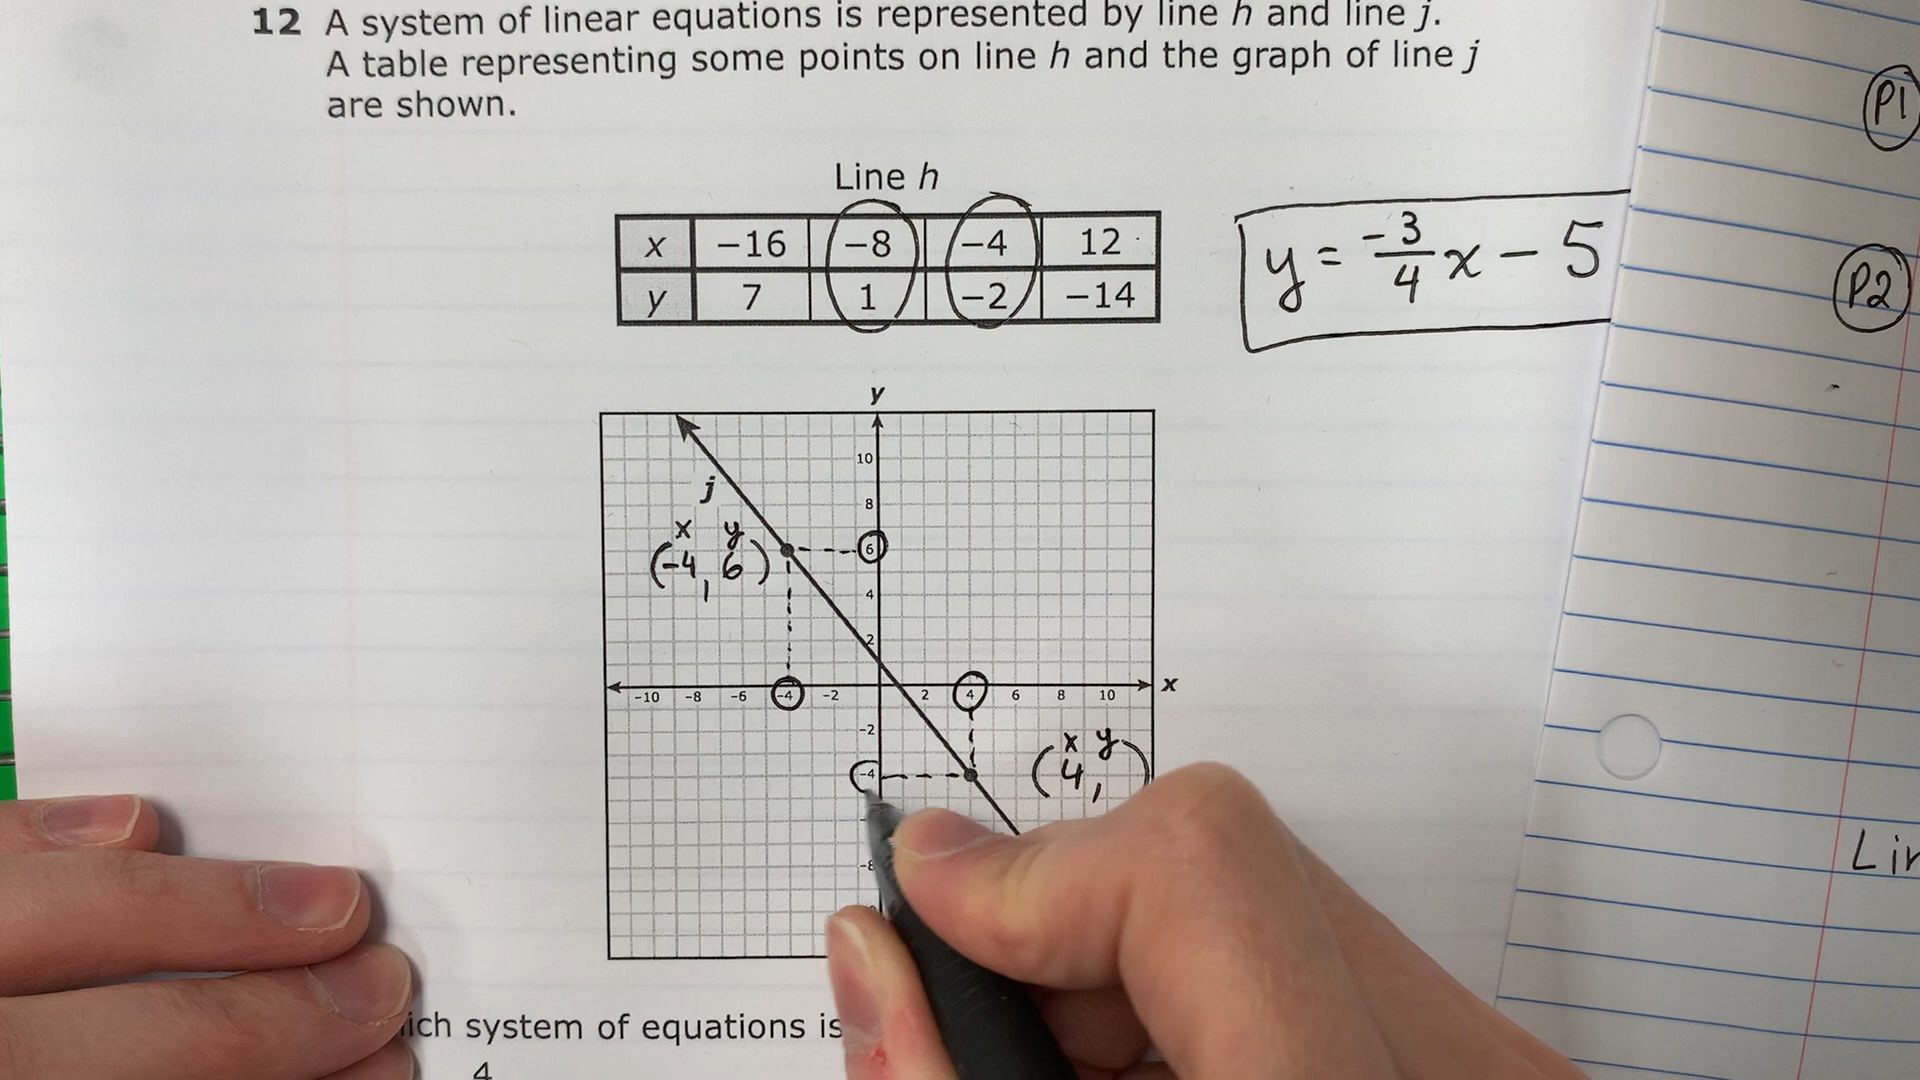 12 A system of linear equations is represented by line h and line j.
A table representing some points on line h and the graph of line j
are shown.
Line h
x −16 −8 −4 12
y 7 1 −2 −14
y = -3/4 x − 5
P1
P2
y
10
8
j
x y
(-4, 6)
6
4
2
-10 -8 -6 -4 -2 2 4 6 8 10 x
-2
x y
(4, )
-4
-8
Lin
ich system of equations is
4